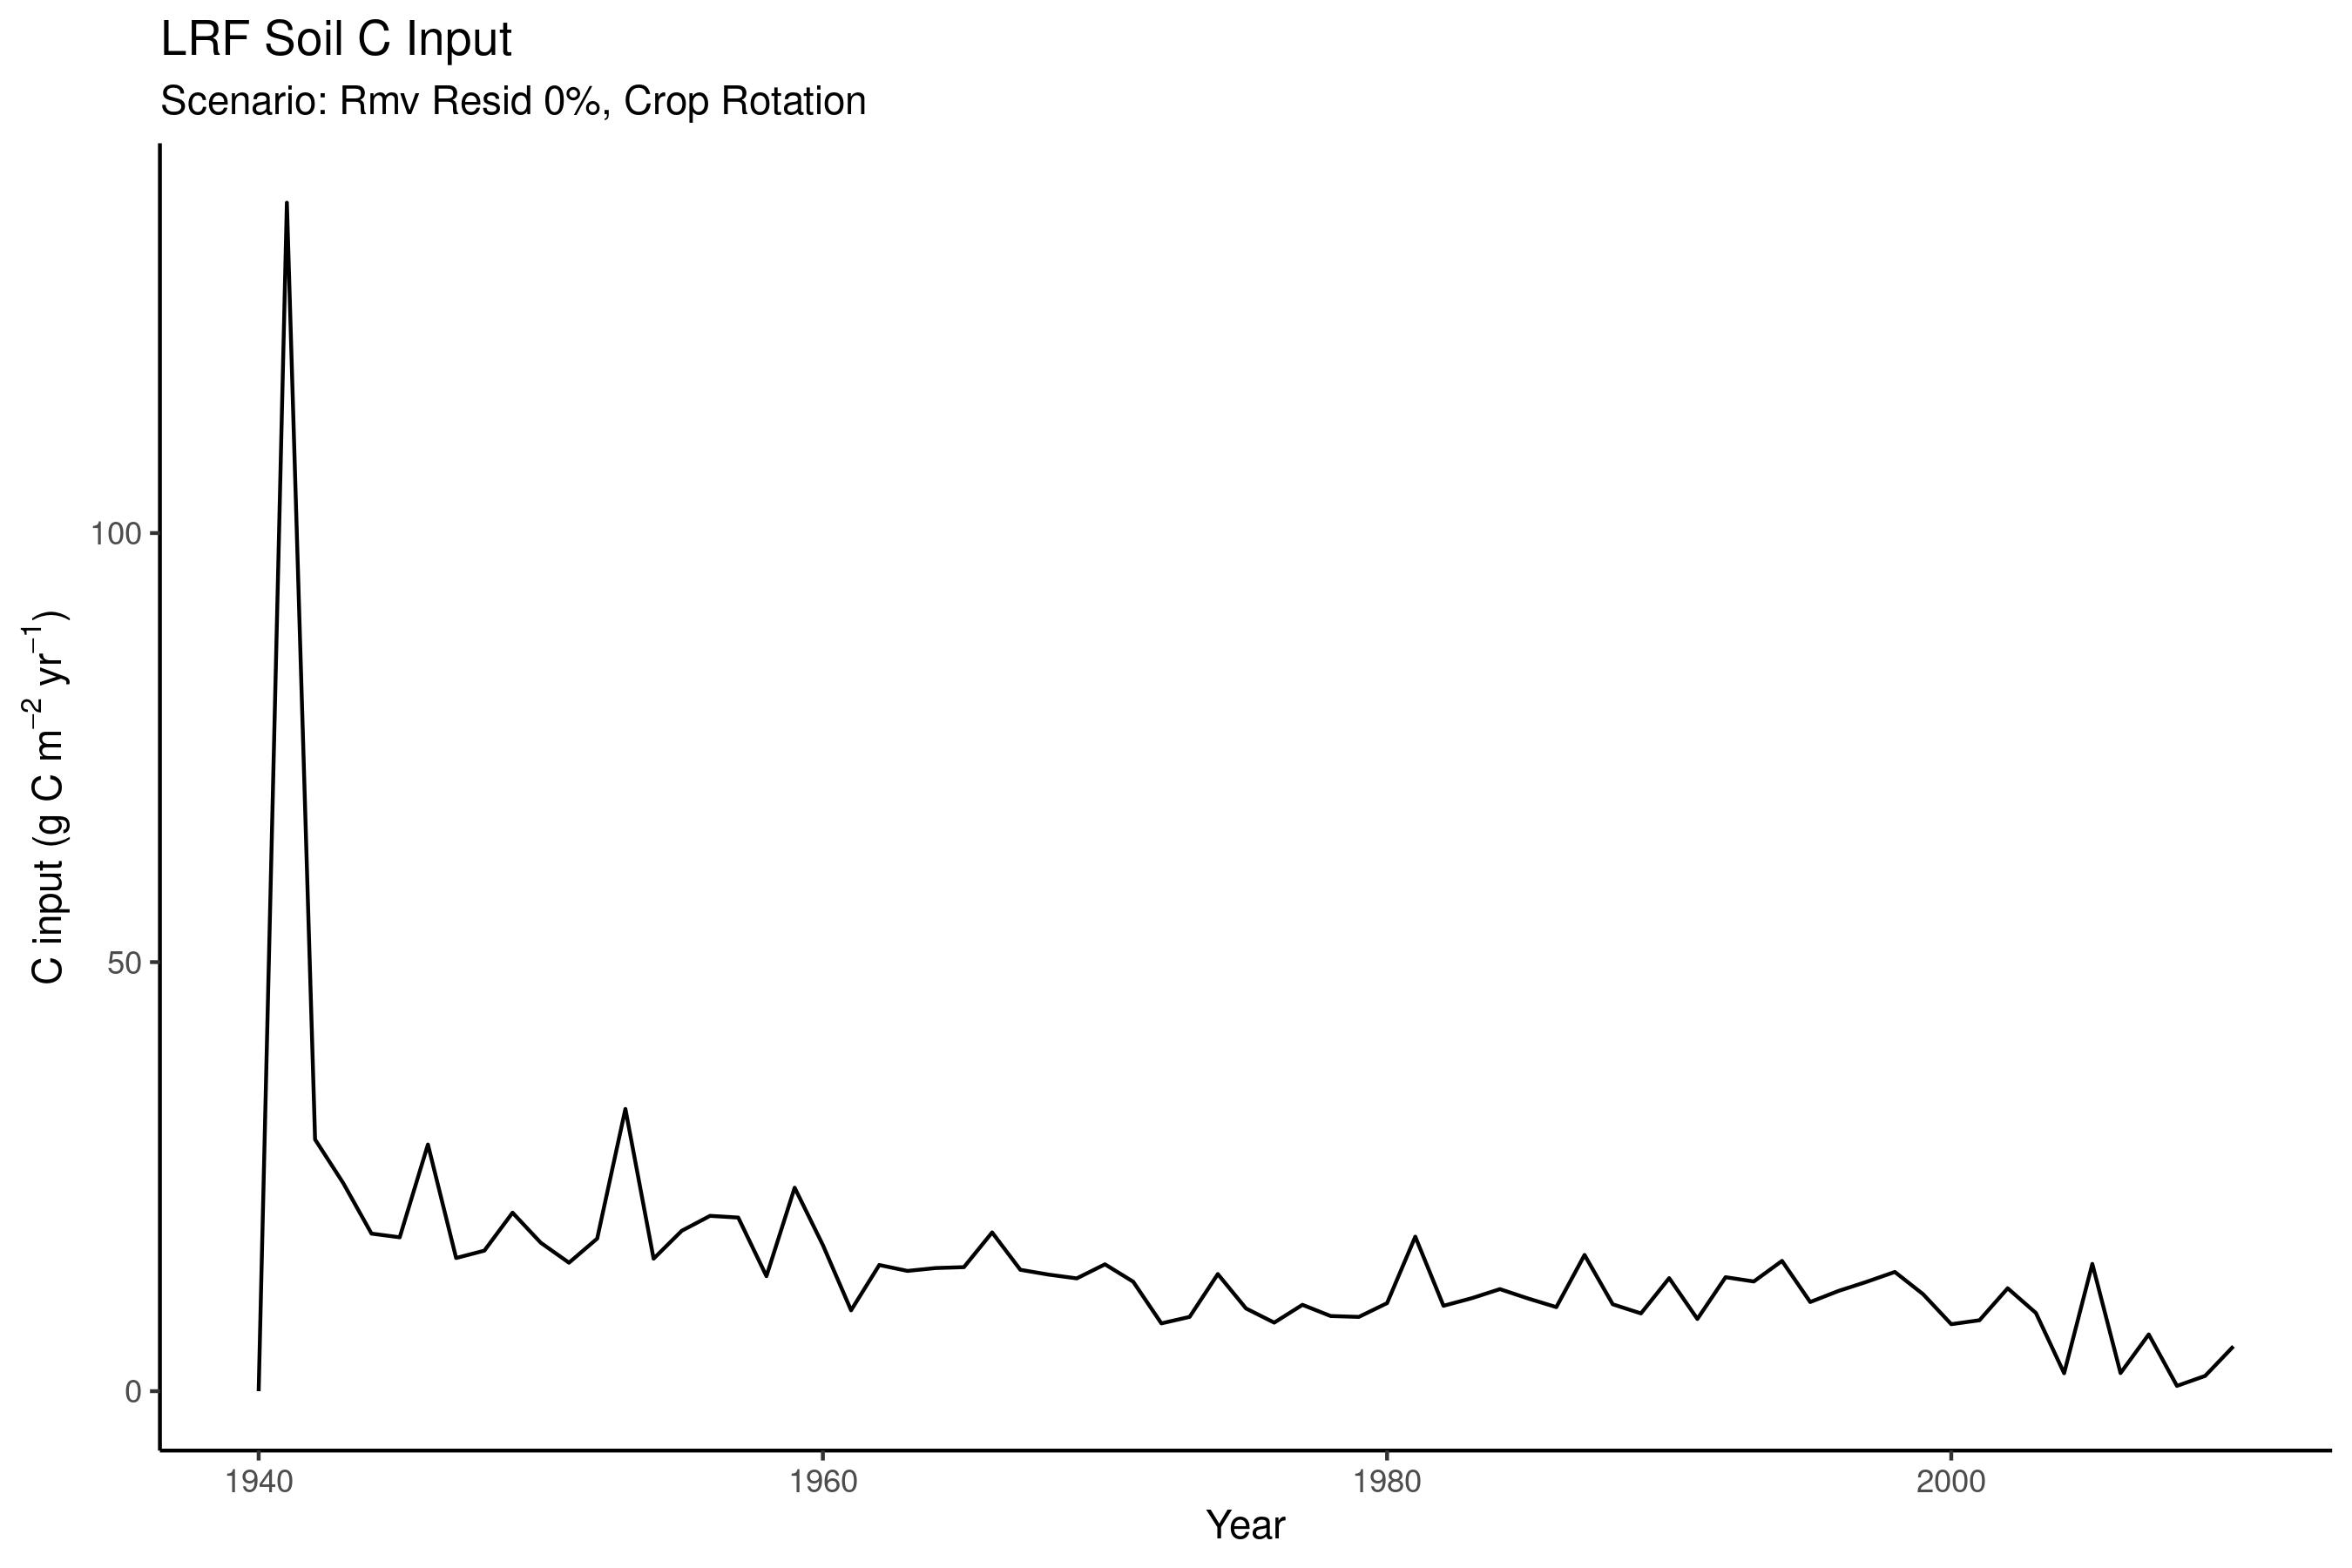 LRF Soil C Input
Scenario: Rmv Resid 0%, Crop Rotation
C input (g C m⁻² yr⁻¹)
100
50
0
1940
1960
1980
2000
Year